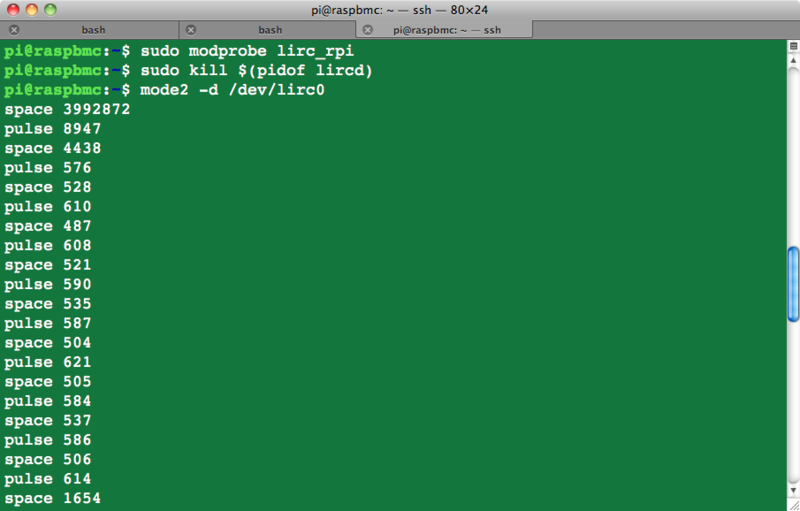 pi@raspbmc: ~ — ssh — 80×24
bash
bash
pi@raspbmc: ~ — ssh
pi@raspbmc:~$ sudo modprobe lirc_rpi
pi@raspbmc:~$ sudo kill $(pidof lircd)
pi@raspbmc:~$ mode2 -d /dev/lirc0
space 3992872
pulse 8947
space 4438
pulse 576
space 528
pulse 610
space 487
pulse 608
space 521
pulse 590
space 535
pulse 587
space 504
pulse 621
space 505
pulse 584
space 537
pulse 586
space 506
pulse 614
space 1654